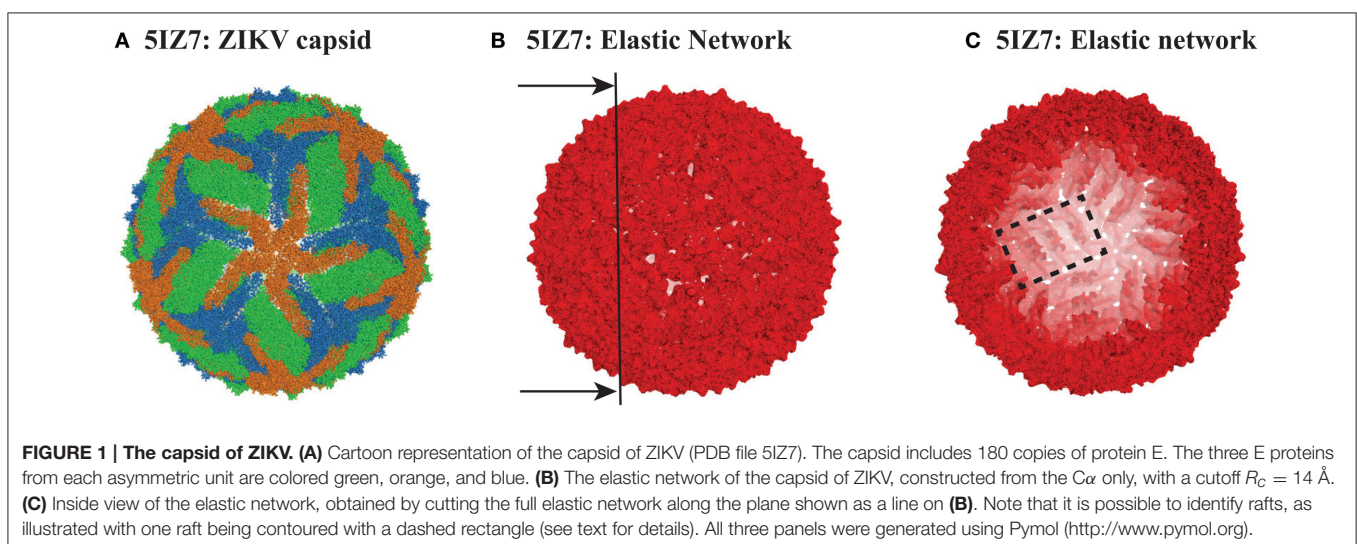 A 5IZ7: ZIKV capsid
B 5IZ7: Elastic Network
C 5IZ7: Elastic network
FIGURE 1 | The capsid of ZIKV. (A) Cartoon representation of the capsid of ZIKV (PDB file 5IZ7). The capsid includes 180 copies of protein E. The three E proteins
from each asymmetric unit are colored green, orange, and blue. (B) The elastic network of the capsid of ZIKV, constructed from the Cα only, with a cutoff R_C = 14 Å.
(C) Inside view of the elastic network, obtained by cutting the full elastic network along the plane shown as a line on (B). Note that it is possible to identify rafts, as
illustrated with one raft being contoured with a dashed rectangle (see text for details). All three panels were generated using Pymol (http://www.pymol.org).